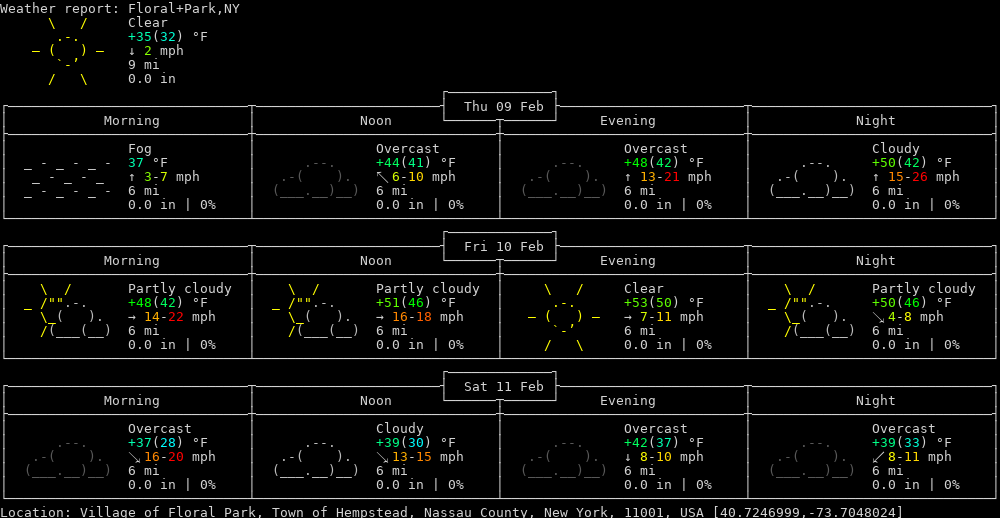 Weather report: Floral+Park,NY
Clear
+35(32) °F
↓ 2 mph
9 mi
0.0 in
Thu 09 Feb
Morning Noon Evening Night
Fog Overcast Overcast Cloudy
37 °F +44(41) °F +48(42) °F +50(42) °F
↑ 3-7 mph ↖ 6-10 mph ↑ 13-21 mph ↑ 15-26 mph
6 mi 6 mi 6 mi 6 mi
0.0 in | 0% 0.0 in | 0% 0.0 in | 0% 0.0 in | 0%
Fri 10 Feb
Morning Noon Evening Night
Partly cloudy Partly cloudy Clear Partly cloudy
+48(42) °F +51(46) °F +53(50) °F +50(46) °F
→ 14-22 mph → 16-18 mph → 7-11 mph ↘ 4-8 mph
6 mi 6 mi 6 mi 6 mi
0.0 in | 0% 0.0 in | 0% 0.0 in | 0% 0.0 in | 0%
Sat 11 Feb
Morning Noon Evening Night
Overcast Cloudy Overcast Overcast
+37(28) °F +39(30) °F +42(37) °F +39(33) °F
↘ 16-20 mph ↘ 13-15 mph ↓ 8-10 mph ↙ 8-11 mph
6 mi 6 mi 6 mi 6 mi
0.0 in | 0% 0.0 in | 0% 0.0 in | 0% 0.0 in | 0%
Location: Village of Floral Park, Town of Hempstead, Nassau County, New York, 11001, USA [40.7246999,-73.7048024]